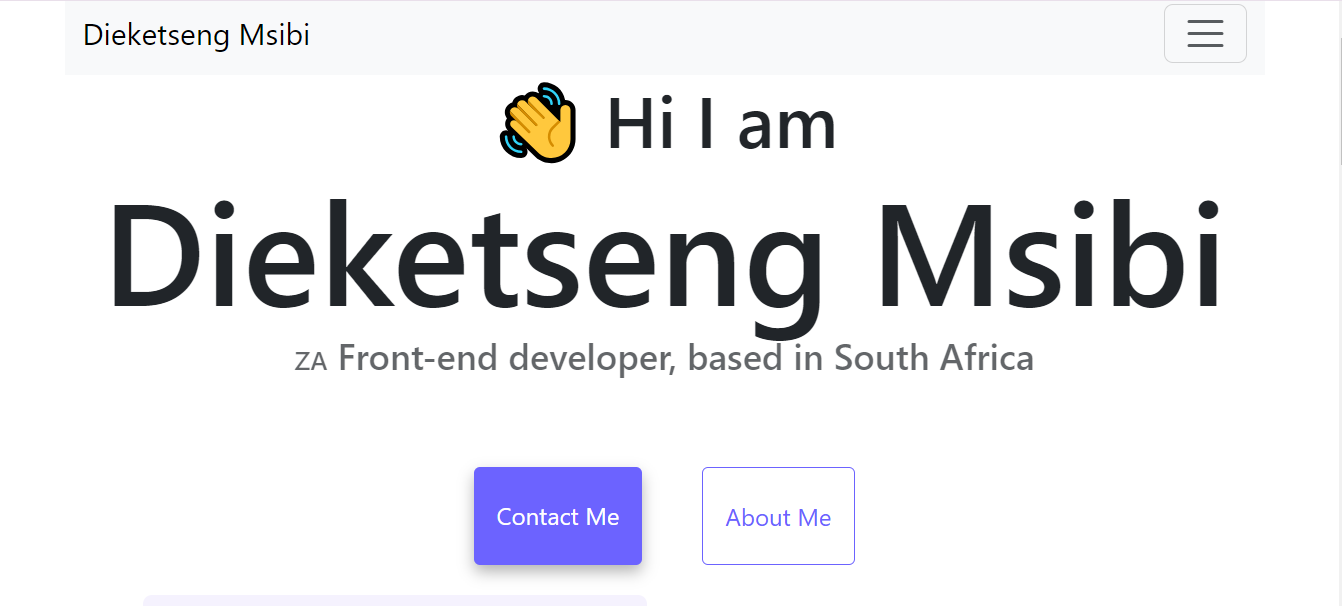 Dieketseng Msibi
👋 Hi I am
Dieketseng Msibi
ZA Front-end developer, based in South Africa
Contact Me
About Me